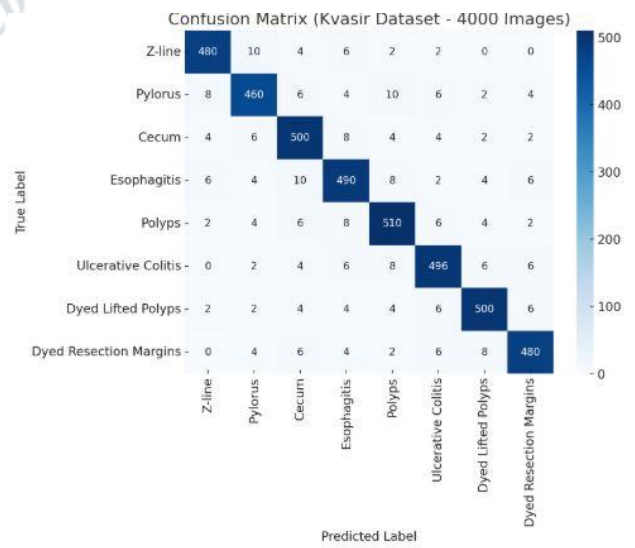 Confusion Matrix (Kvasir Dataset - 4000 Images)
True Label
Z-line 480 10 4 6 2 2 0 0
Pylorus 8 460 6 4 10 6 2 4
Cecum 4 6 500 8 4 4 2 2
Esophagitis 6 4 10 490 8 2 4 6
Polyps 2 4 6 8 510 6 4 2
Ulcerative Colitis 0 2 4 6 8 496 6 6
Dyed Lifted Polyps 2 2 4 4 4 6 500 6
Dyed Resection Margins 0 4 6 4 2 6 8 480
Z-line
Pylorus
Cecum
Esophagitis
Polyps
Ulcerative Colitis
Dyed Lifted Polyps
Dyed Resection Margins
Predicted Label
500
400
300
200
100
0